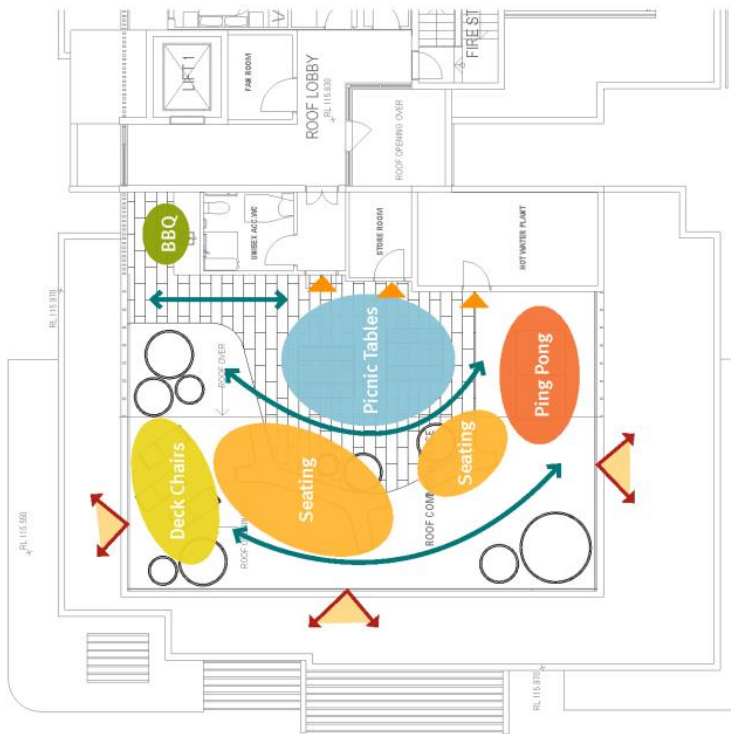 LIFT 1
FAN ROOM
ROOF LOBBY
RL 115.930
FIRE ST
ROOF OPENING OVER
BBQ
UNISEX ACC.WC
STORE ROOM
HOT WATER PLANT
RL 115.970
ROOF OVER
Picnic Tables
Ping Pong
Deck Chairs
Seating
Seating
RL 115.550
ROOF COM
RL 115.970